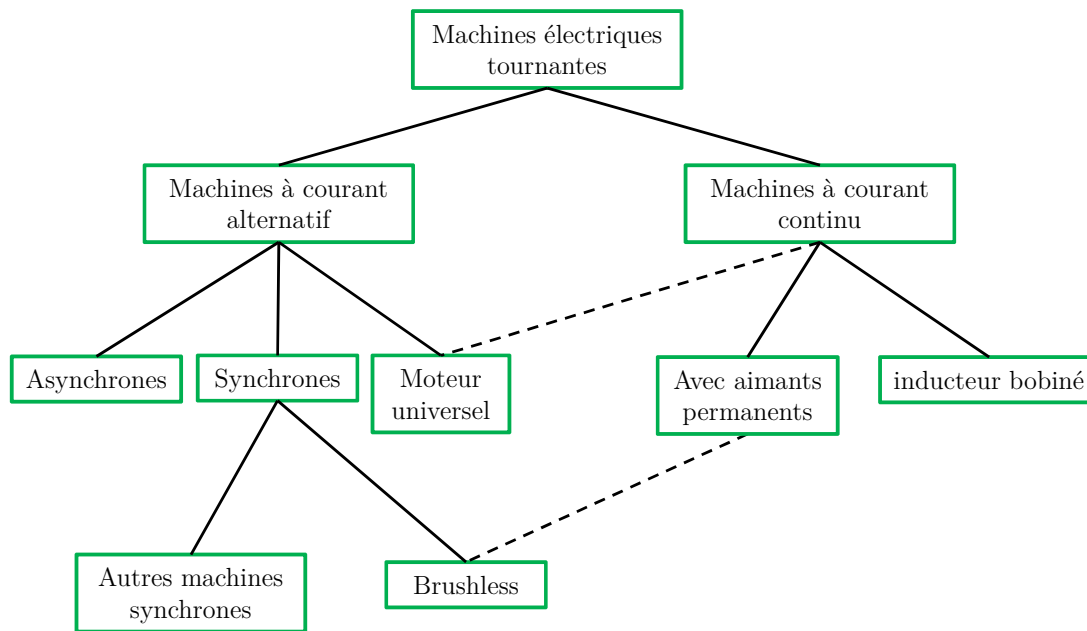 Machines électriques
tournantes
Machines à courant
alternatif
Machines à courant
continu
Asynchrones
Synchrones
Moteur
universel
Avec aimants
permanents
inducteur bobiné
Autres machines
synchrones
Brushless